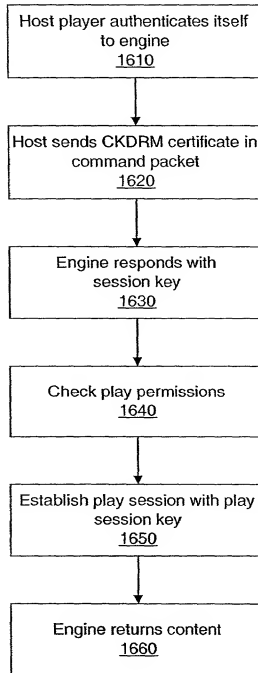 Host player authenticates itself
to engine
1610
Host sends CKDRM certificate in
command packet
1620
Engine responds with
session key
1630
Check play permissions
1640
Establish play session with play
session key
1650
Engine returns content
1660